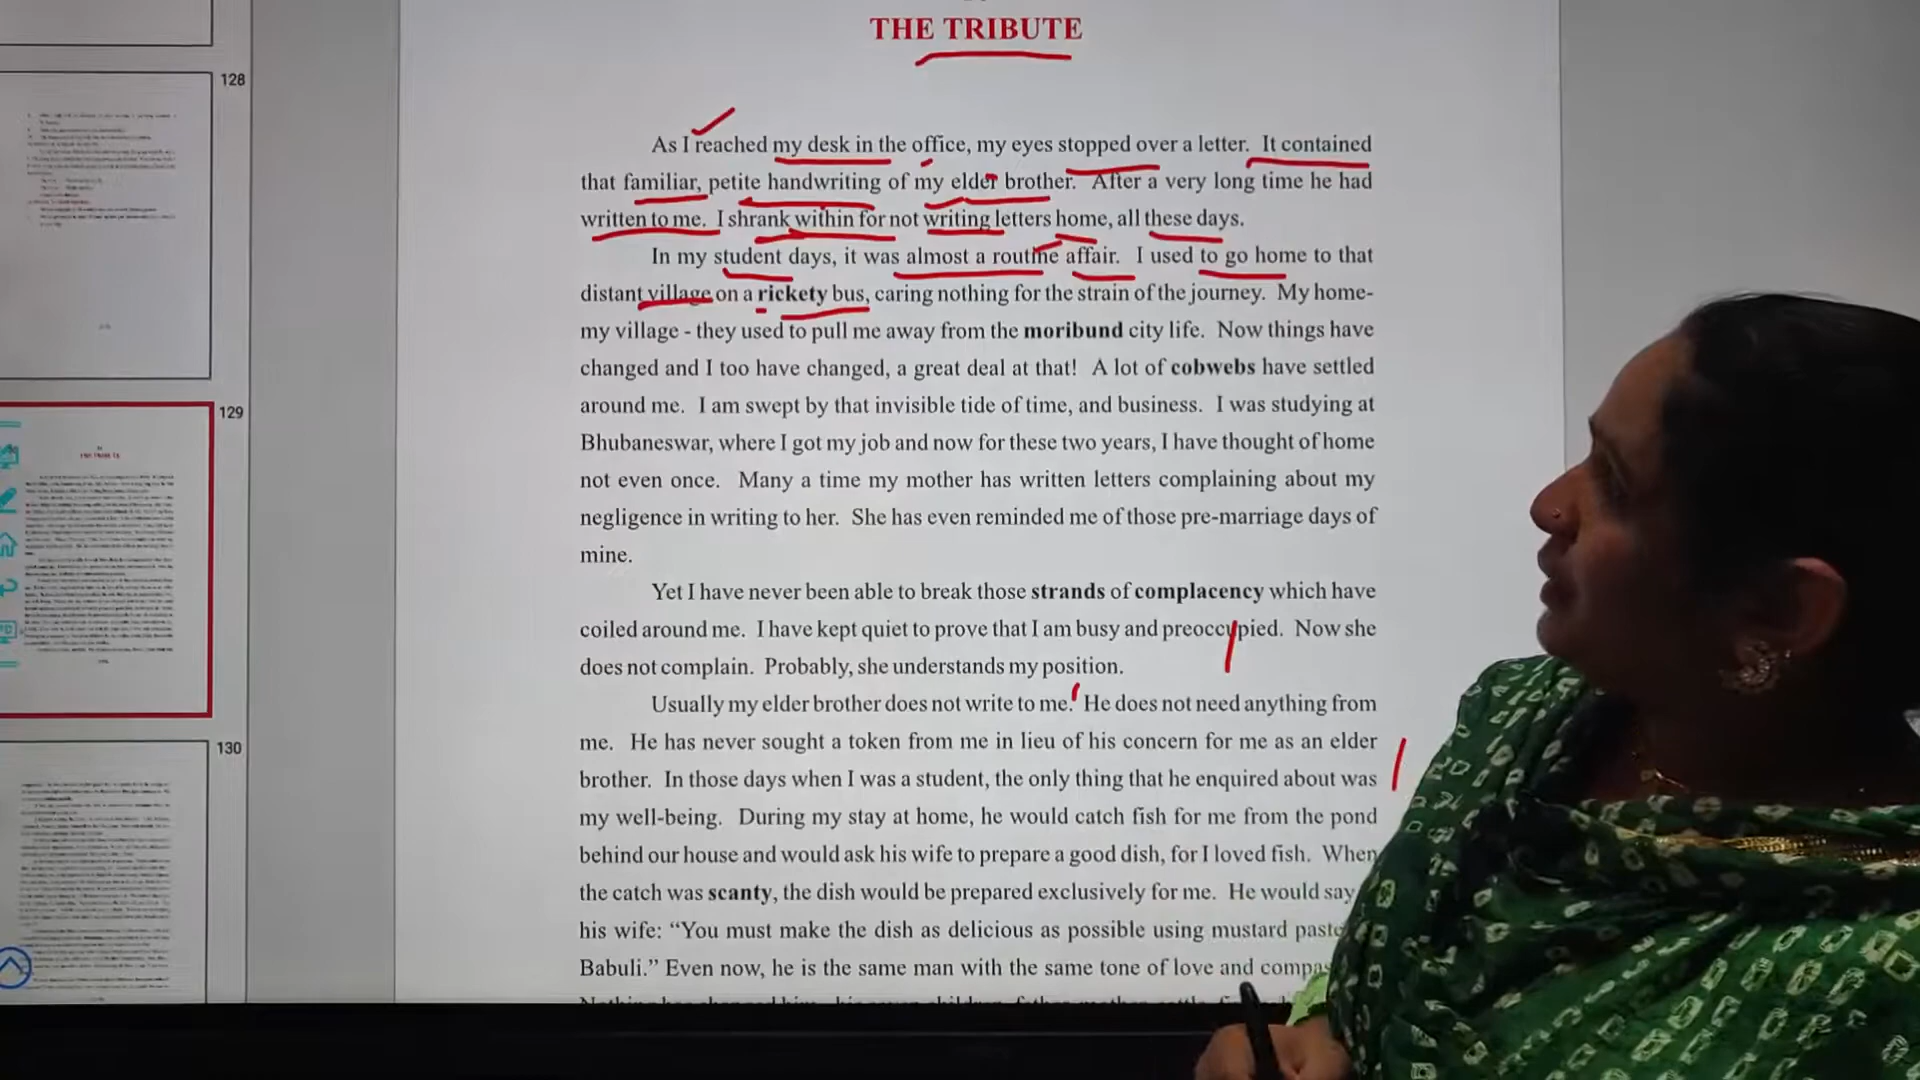 THE TRIBUTE
128
As I reached my desk in the office, my eyes stopped over a letter. It contained
that familiar, petite handwriting of my elder brother. After a very long time he had
written to me. I shrank within for not writing letters home, all these days.
In my student days, it was almost a routine affair. I used to go home to that
distant village on a rickety bus, caring nothing for the strain of the journey. My home-
my village - they used to pull me away from the moribund city life. Now things have
changed and I too have changed, a great deal at that! A lot of cobwebs have settled
129
around me. I am swept by that invisible tide of time, and business. I was studying at
Bhubaneswar, where I got my job and now for these two years, I have thought of home
THE TRIBUTE
not even once. Many a time my mother has written letters complaining about my
negligence in writing to her. She has even reminded me of those pre-marriage days of
mine.
Yet I have never been able to break those strands of complacency which have
coiled around me. I have kept quiet to prove that I am busy and preoccupied. Now she
does not complain. Probably, she understands my position.
Usually my elder brother does not write to me. He does not need anything from
130
me. He has never sought a token from me in lieu of his concern for me as an elder
brother. In those days when I was a student, the only thing that he enquired about was
my well-being. During my stay at home, he would catch fish for me from the pond
behind our house and would ask his wife to prepare a good dish, for I loved fish. When
the catch was scanty, the dish would be prepared exclusively for me. He would say
his wife: “You must make the dish as delicious as possible using mustard paste
Babuli.” Even now, he is the same man with the same tone of love and